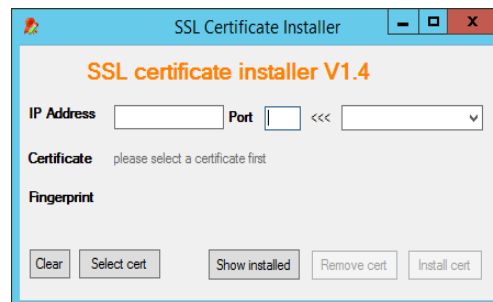 SSL Certificate Installer
SSL certificate installer V1.4
IP Address Port <<<
Certificate please select a certificate first
Fingerprint
Clear Select cert Show installed Remove cert Install cert